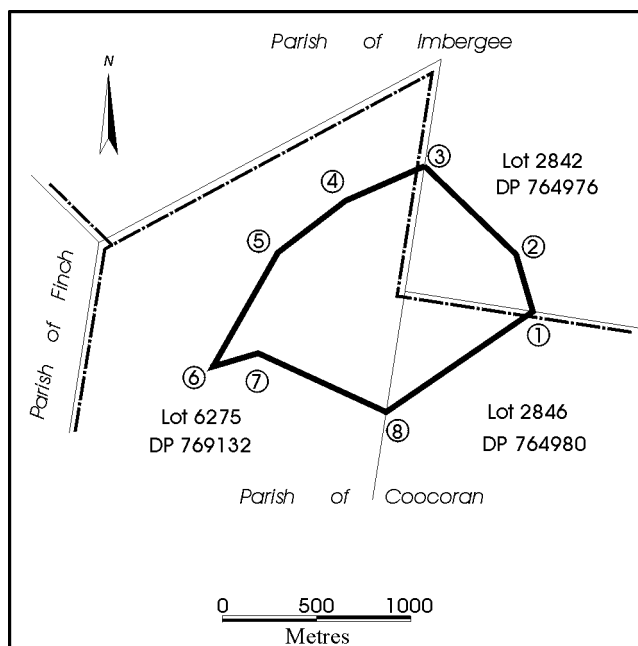 Parish of Imbergee
N
③
Lot 2842
DP 764976
④
②
⑤
Parish of Finch
①
⑥
⑦
Lot 6275
DP 769132
⑧
Lot 2846
DP 764980
Parish of Coocoran
0 500 1000
Metres